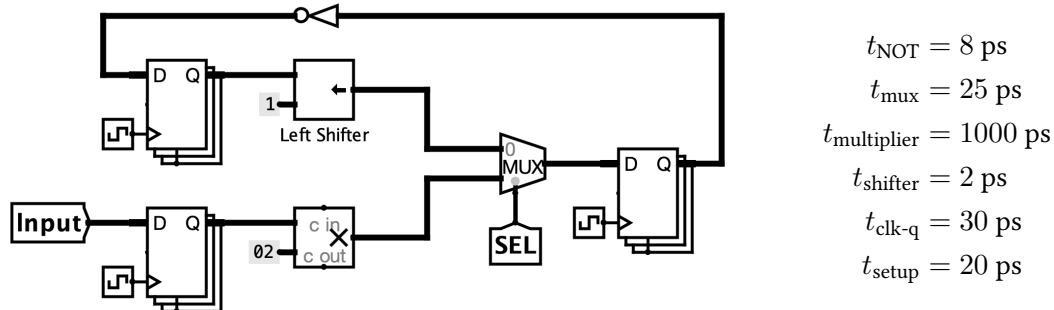 D Q
1
Left Shifter
0
MUX
D Q
SEL
Input
D Q
c in
02
c out
t_NOT = 8 ps
t_mux = 25 ps
t_multiplier = 1000 ps
t_shifter = 2 ps
t_clk-q = 30 ps
t_setup = 20 ps